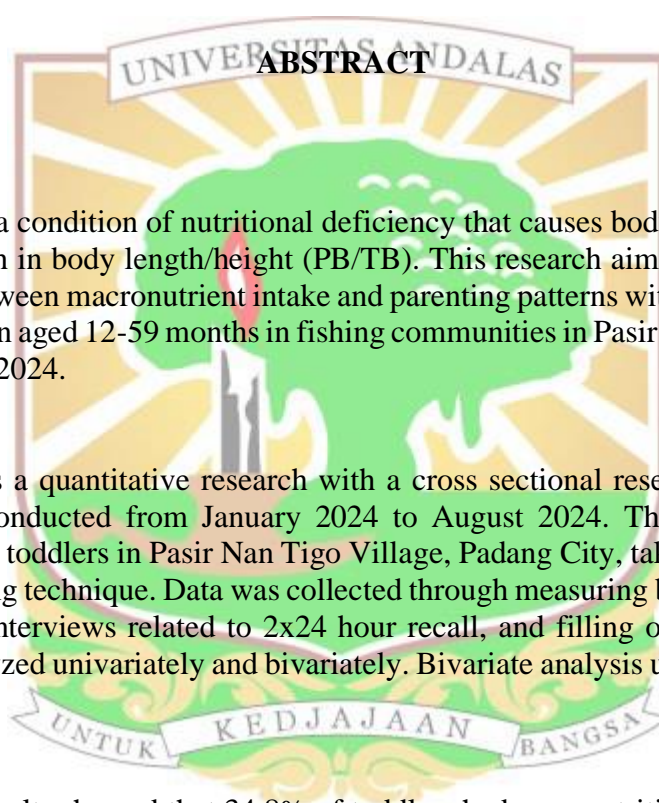 UNIVERSITAS ANDALAS
ABSTRACT
a condition of nutritional deficiency that causes bod
in body length/height (PB/TB). This research aim
macronutrient intake and parenting patterns wit
aged 12-59 months in fishing communities in Pasir
2024.
a quantitative research with a cross sectional rese
conducted from January 2024 to August 2024. Th
toddlers in Pasir Nan Tigo Village, Padang City, tal
technique. Data was collected through measuring b
nterviews related to 2x24 hour recall, and filling o
univariately and bivariately. Bivariate analysis u
UNTUK KEDJAJAAN BANGSA